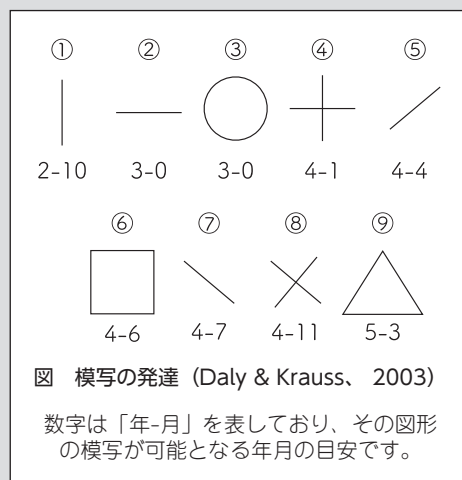 ① ② ③ ④ ⑤
2-10 3-0 3-0 4-1 4-4
⑥ ⑦ ⑧ ⑨
4-6 4-7 4-11 5-3
図 模写の発達（Daly & Krauss、 2003）
数字は「年-月」を表しており、その図形
の模写が可能となる年月の目安です。